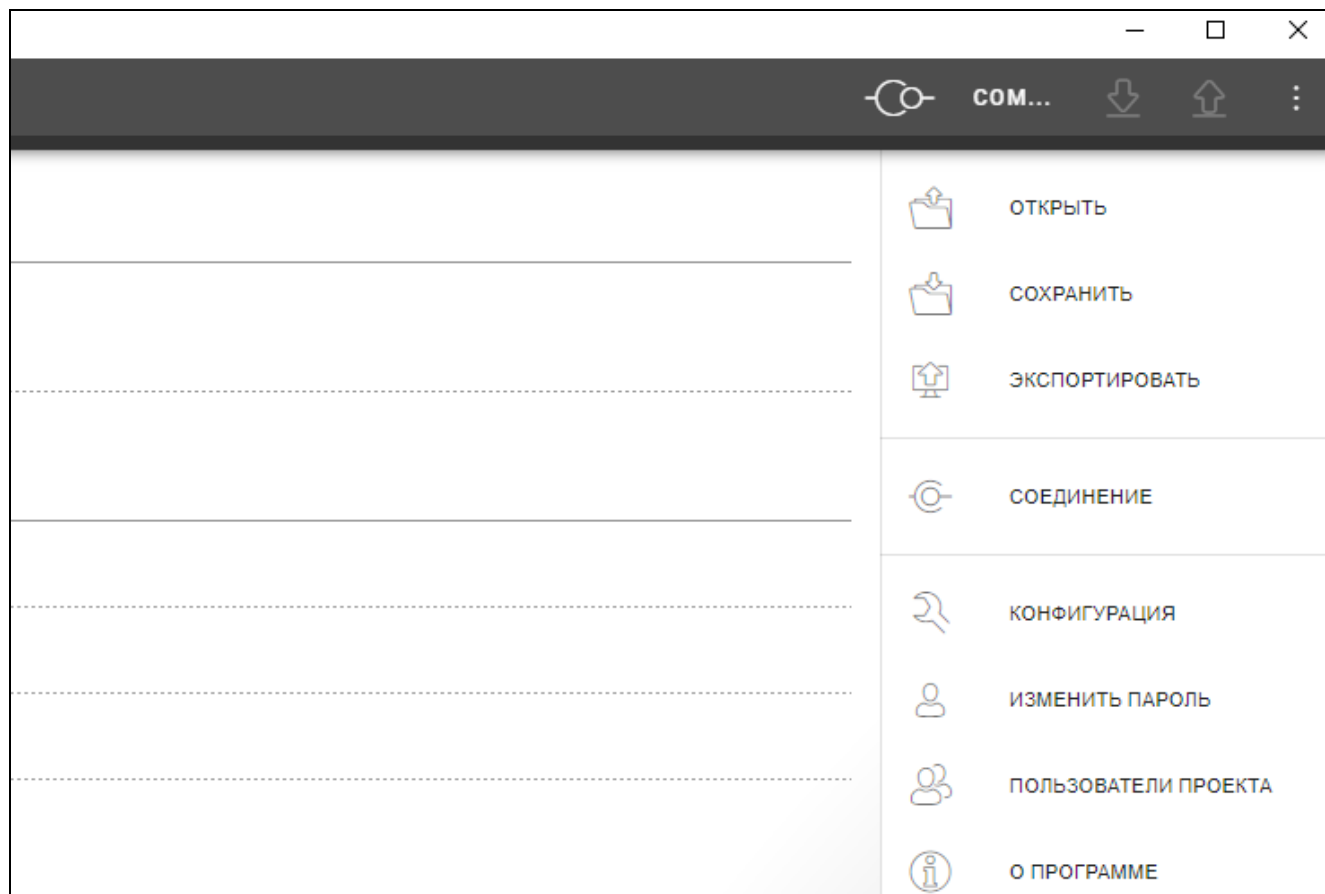 COM...
ОТКРЫТЬ
СОХРАНИТЬ
ЭКСПОРТИРОВАТЬ
СОЕДИНЕНИЕ
КОНФИГУРАЦИЯ
ИЗМЕНИТЬ ПАРОЛЬ
ПОЛЬЗОВАТЕЛИ ПРОЕКТА
О ПРОГРАММЕ